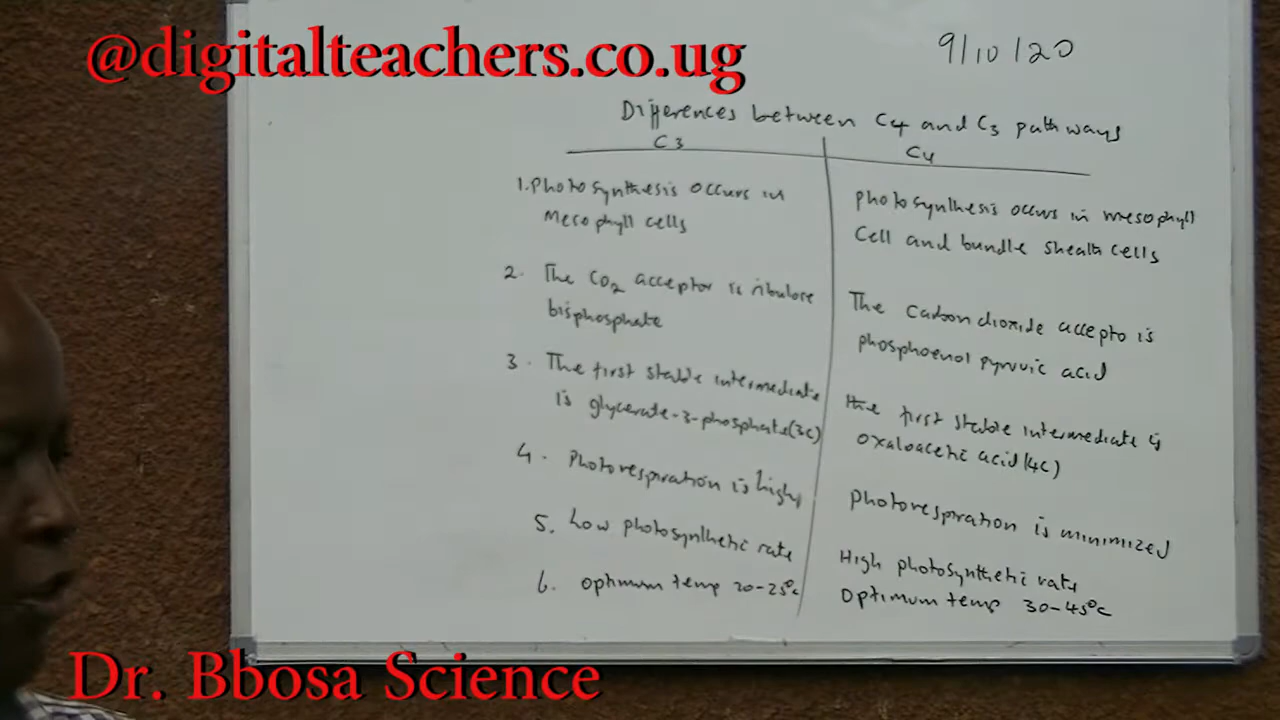 @digitalteachers.co.ug
9/10/20
Differences between C4 and C3 pathways
C3
C4
1. Photosynthesis occurs in
Mesophyll cells
Photosynthesis occurs in mesophyll
Cell and bundle sheath cells
2. The CO2 acceptor is ribulose
bisphosphate
The Carbon dioxide accepto is
phosphoenol pyruvic acid
3. The first stable intermediate
is glycerate-3-phosphate(3c)
the first stable intermediate is
oxaloacetic acid(4c)
4. Photorespiration is high
Photorespiration is minimized
5. Low photosynthetic rate
High photosynthetic rate
6. Optimum temp 20-25°c
Optimum temp 30-45°c
Dr. Bbosa Science